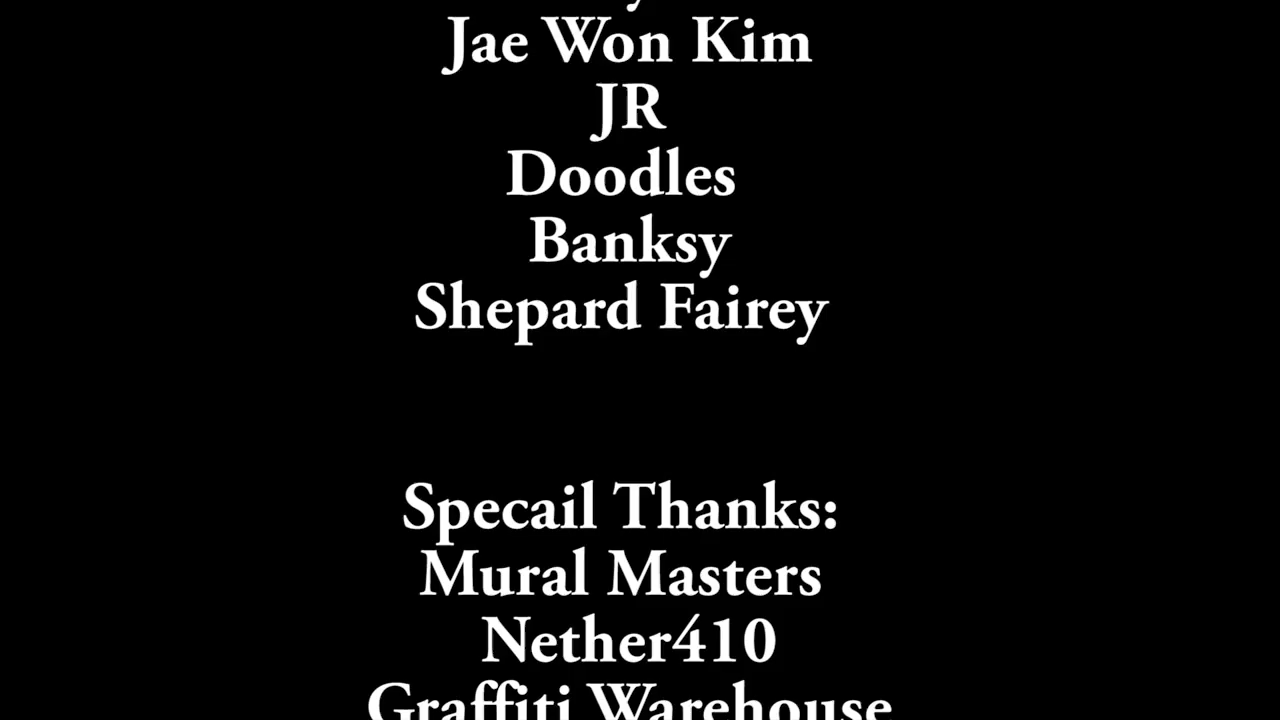 Jae Won Kim
JR
Doodles
Banksy
Shepard Fairey
Specail Thanks:
Mural Masters
Nether410
Graffiti Warehouse